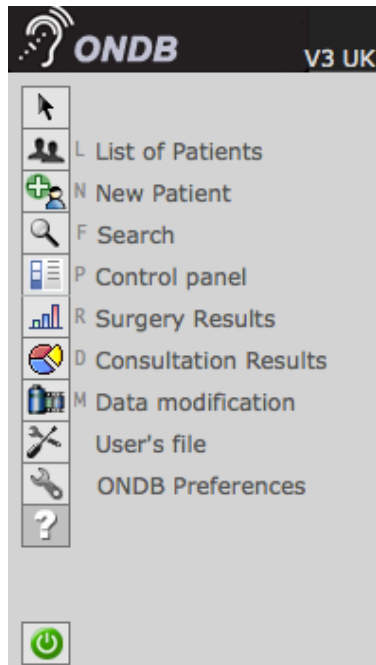 ONDB
V3 UK
L List of Patients
N New Patient
F Search
P Control panel
R Surgery Results
D Consultation Results
M Data modification
User's file
ONDB Preferences
?